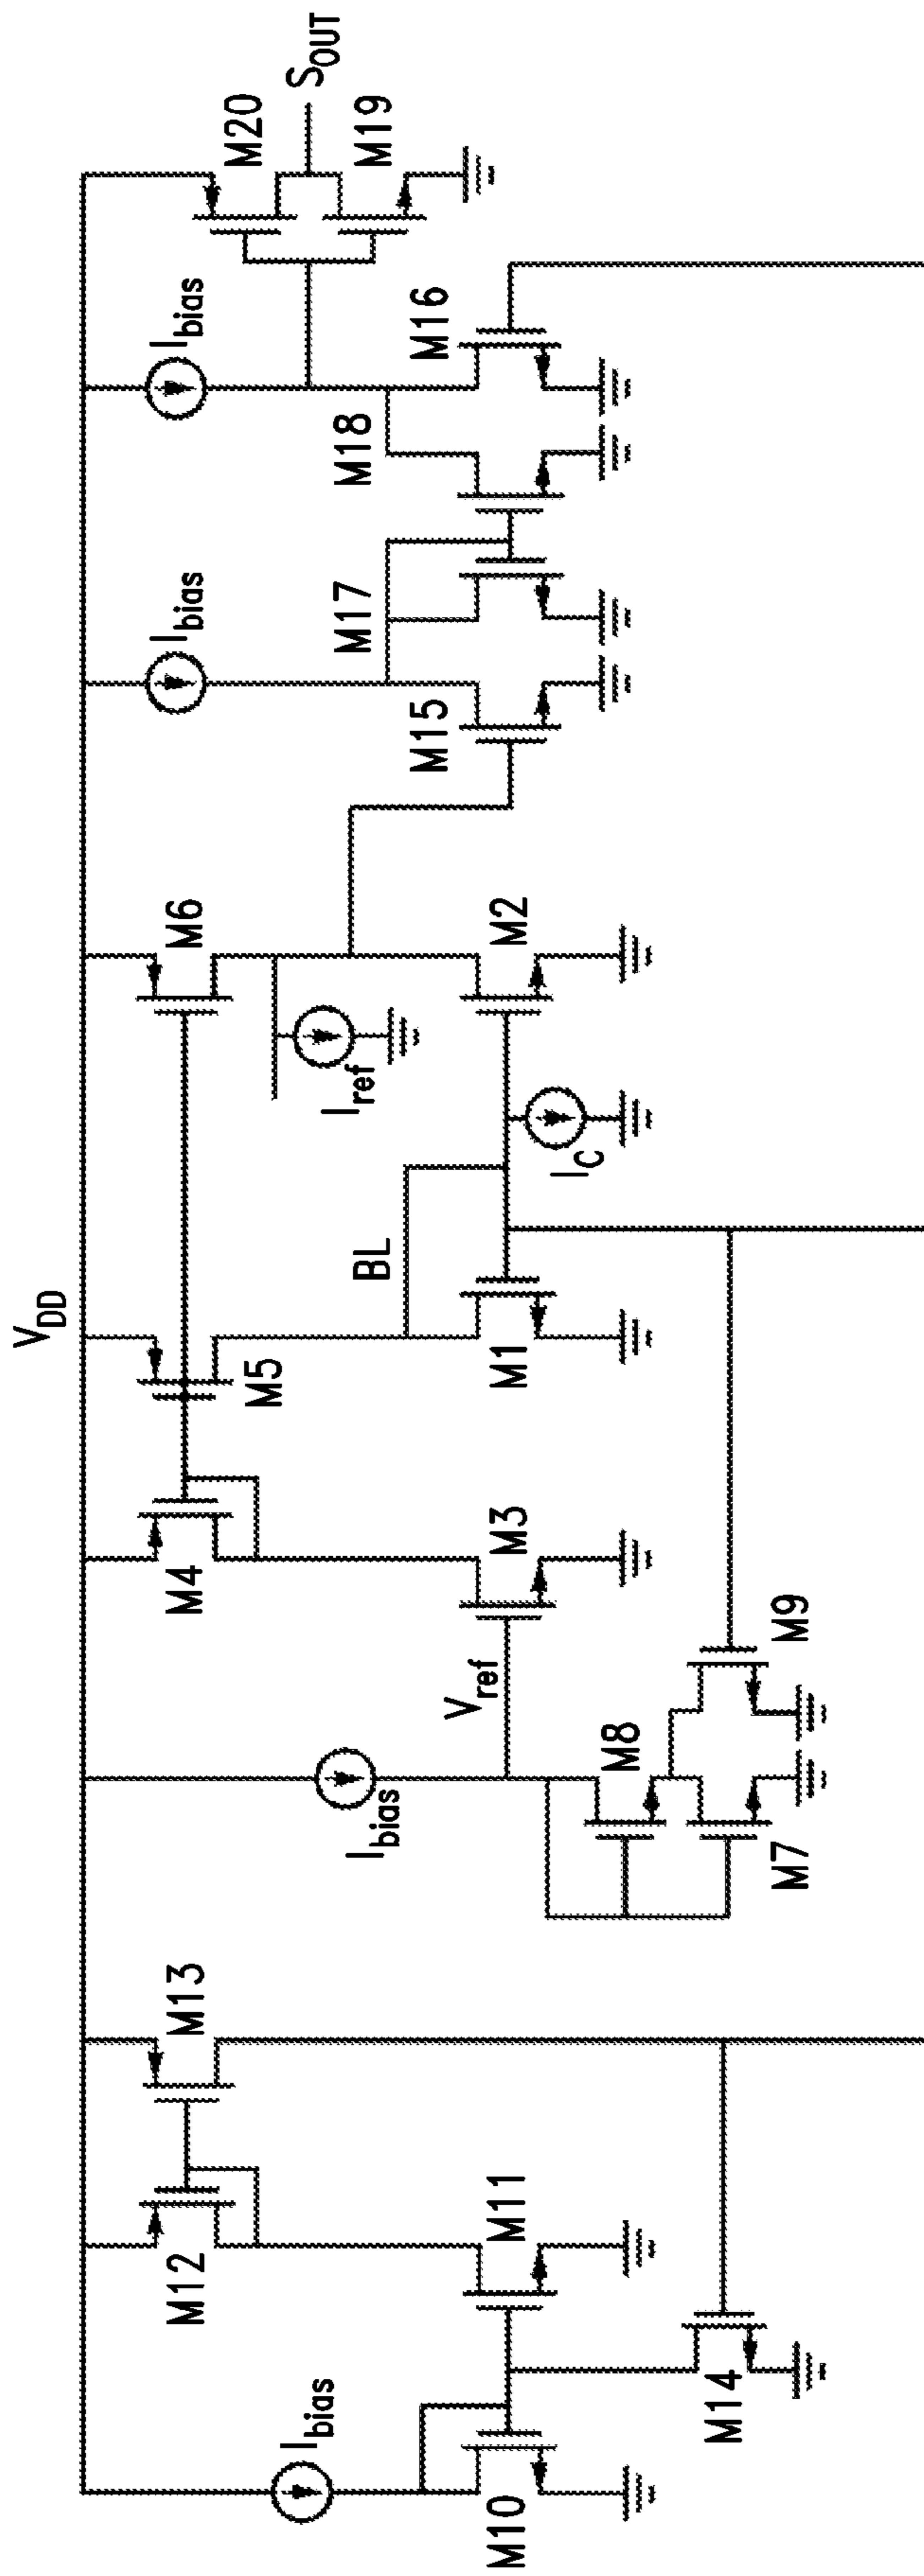 V_DD
I_bias
M10
M14
M12
M11
M13
I_bias
V_ref
M8
M7
M9
M4
M3
M5
M1
BL
I_C
M6
I_ref
M2
I_bias
M15
M17
I_bias
M18
M16
M20
S_OUT
M19